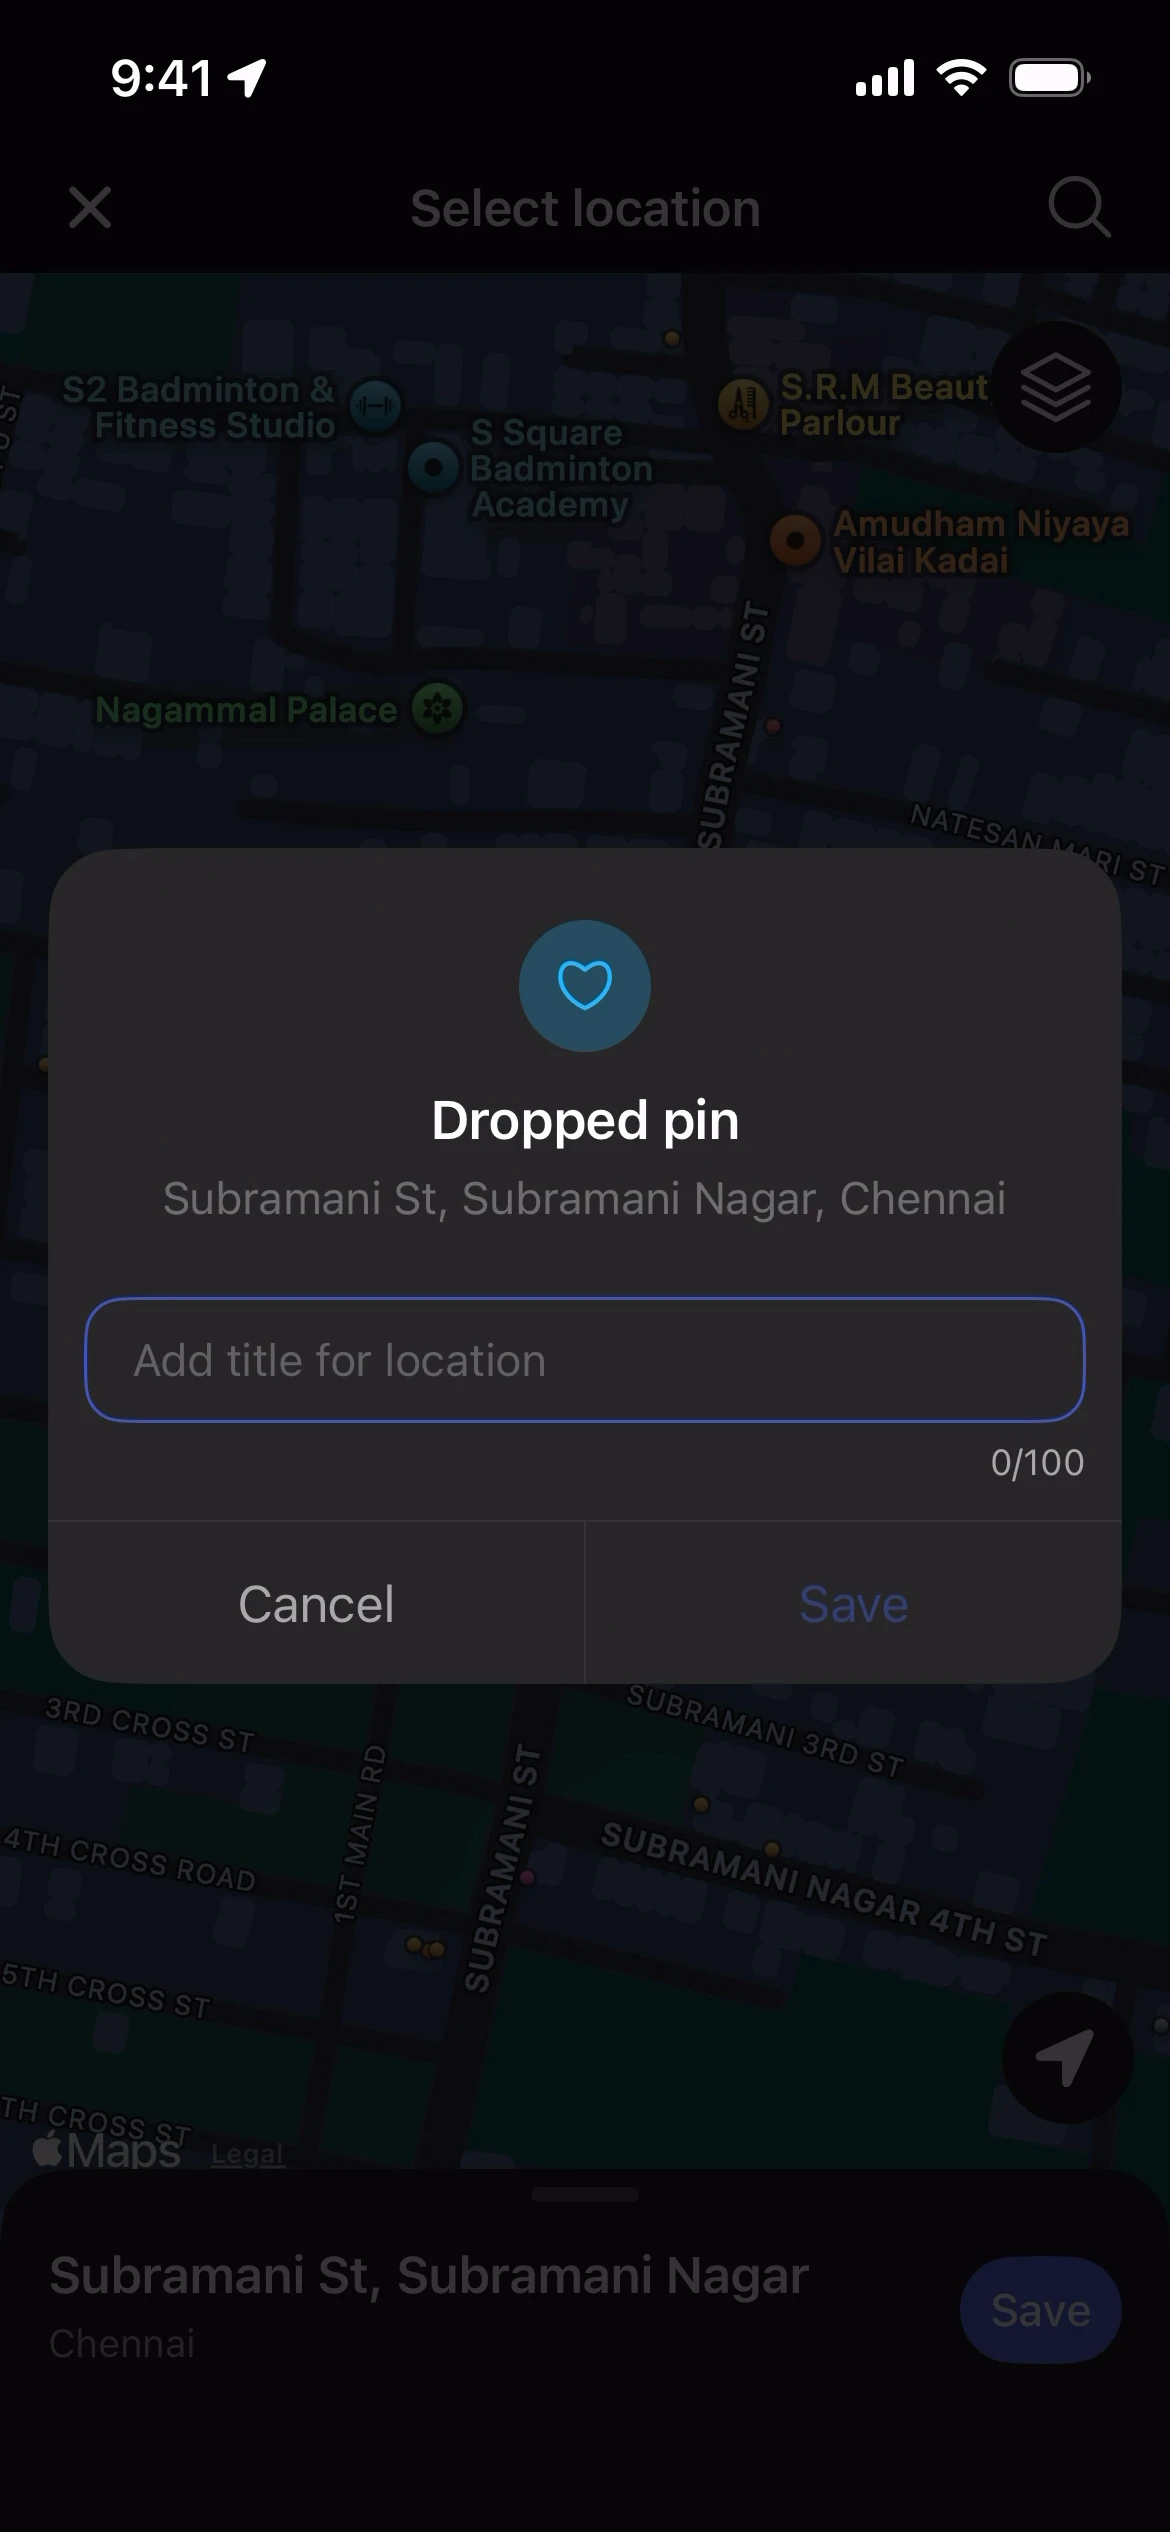 9:41
Select location
S2 Badminton &
Fitness Studio
S.R.M Beaut
Parlour
S Square
Badminton
Academy
Amudham Niyaya
Vilai Kadai
SUBRAMANI ST
Nagammal Palace
NATESAN MARI ST
Dropped pin
Subramani St, Subramani Nagar, Chennai
Add title for location
0/100
Cancel
Save
3RD CROSS ST
SUBRAMANI 3RD ST
1ST MAIN RD
SUBRAMANI ST
4TH CROSS ROAD
SUBRAMANI NAGAR 4TH ST
5TH CROSS ST
TH CROSS ST
Maps
Legal
Subramani St, Subramani Nagar
Chennai
Save